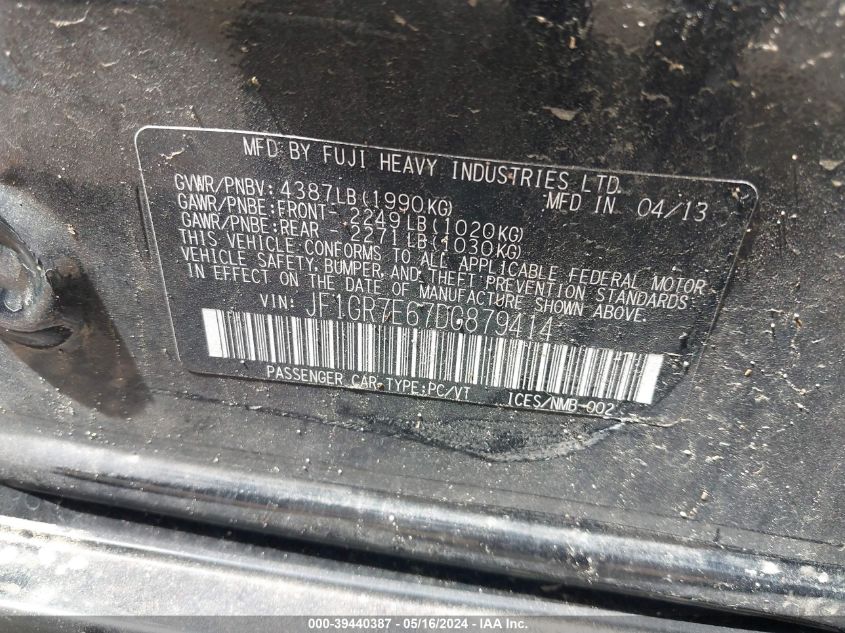 MFD BY FUJI HEAVY INDUSTRIES LTD.
GVWR/PNBV: 4387LB(1990KG) MFD IN 04/13
GAWR/PNBE:FRONT- 2249LB(1020KG)
GAWR/PNBE:REAR - 2271LB(1030KG)
THIS VEHICLE CONFORMS TO ALL APPLICABLE FEDERAL MOTOR
VEHICLE SAFETY, BUMPER, AND THEFT PREVENTION STANDARDS
IN EFFECT ON THE DATE OF MANUFACTURE SHOWN ABOVE.
VIN: JF1GR7E67DG879414
PASSENGER CAR TYPE:PC/VT ICES/NMB-002
000-39440387 - 05/16/2024 - IAAI.com